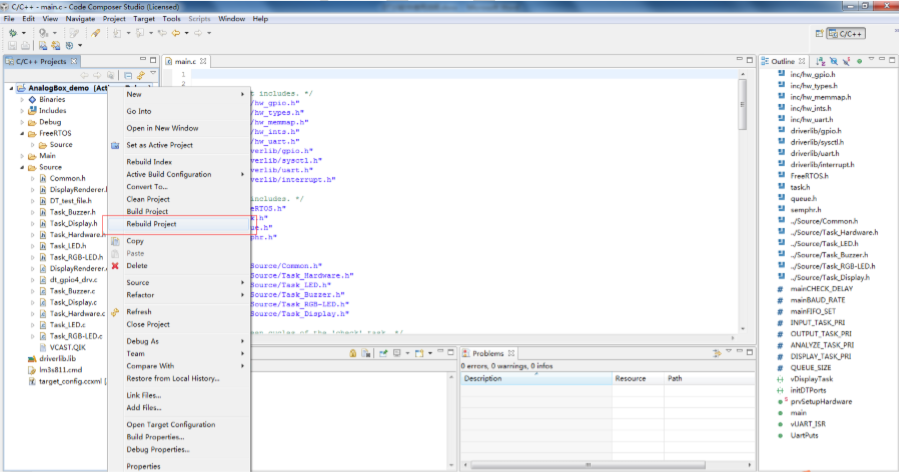 C/C++ - main.c - Code Composer Studio (Licensed)
File Edit View Navigate Project Target Tools Scripts Window Help
C/C++
C/C++ Projects
AnalogBox_demo (Acti
Binaries
Includes
Debug
FreeRTOS
Source
Main
Source
Common.h
DisplayRenderer.h
DT_test_file.h
Task_Buzzer.h
Task_Display.h
Task_Hardware.h
Task_LED.h
Task_RGB-LED.h
DisplayRenderer.c
dt_gpio4_drv.c
Task_Buzzer.c
Task_Display.c
Task_Hardware.c
Task_LED.c
Task_RGB-LED.c
VCAST.QIK
driverlib.lib
lm3s811.cmd
target_config.ccxml
New
Go Into
Open in New Window
Set as Active Project
Rebuild Index
Active Build Configuration
Convert To...
Clean Project
Build Project
Rebuild Project
Copy
Paste
Delete
Source
Refactor
Refresh
Close Project
Debug As
Team
Compare With
Restore from Local History...
Link Files...
Add Files...
Open Target Configuration
Build Properties...
Debug Properties...
Properties
main.c
1
2
t includes. */
/hw_gpio.h"
/hw_types.h"
/hw_memmap.h"
/hw_ints.h"
/hw_uart.h"
verlib/gpio.h"
verlib/sysctl.h"
verlib/uart.h"
verlib/interrupt.h"
includes. */
eRTOS.h"
k.h"
ue.h"
phr.h"
Source/Common.h"
Source/Task_Hardware.h"
Source/Task_LED.h"
Source/Task_Buzzer.h"
Source/Task_RGB-LED.h"
Source/Task_Display.h"
een cycles of the 'check' task. */
Problems
0 errors, 0 warnings, 0 infos
Description Resource Path
Outline
inc/hw_gpio.h
inc/hw_types.h
inc/hw_memmap.h
inc/hw_ints.h
inc/hw_uart.h
driverlib/gpio.h
driverlib/sysctl.h
driverlib/uart.h
driverlib/interrupt.h
FreeRTOS.h
task.h
queue.h
semphr.h
../Source/Common.h
../Source/Task_Hardware.h
../Source/Task_LED.h
../Source/Task_Buzzer.h
../Source/Task_RGB-LED.h
../Source/Task_Display.h
mainCHECK_DELAY
mainBAUD_RATE
mainFIFO_SET
INPUT_TASK_PRI
OUTPUT_TASK_PRI
ANALYZE_TASK_PRI
DISPLAY_TASK_PRI
QUEUE_SIZE
vDisplayTask
initDTPorts
prvSetupHardware
main
vUART_ISR
UartPuts